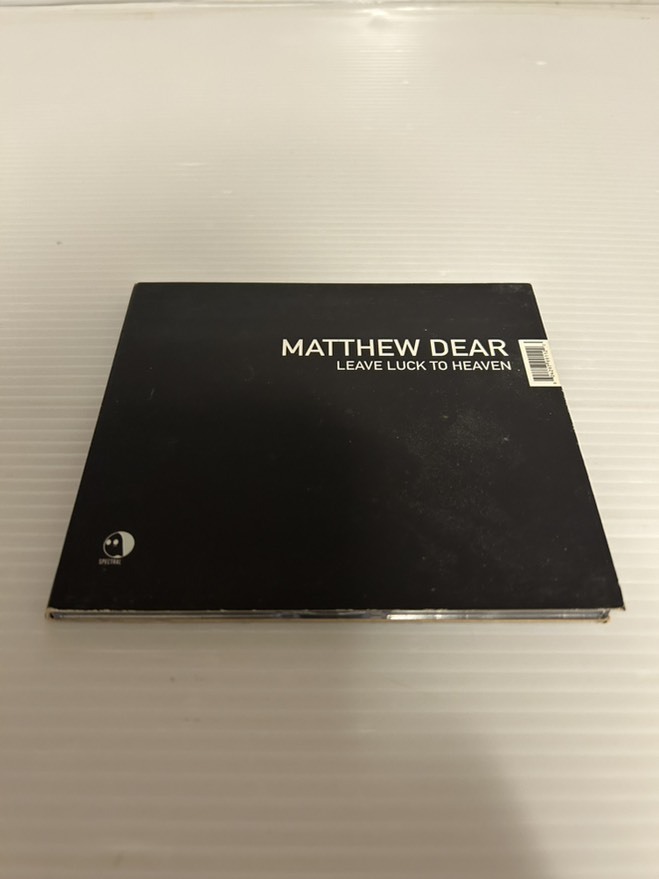 MATTHEW DEAR
LEAVE LUCK TO HEAVEN
SPECTRAL